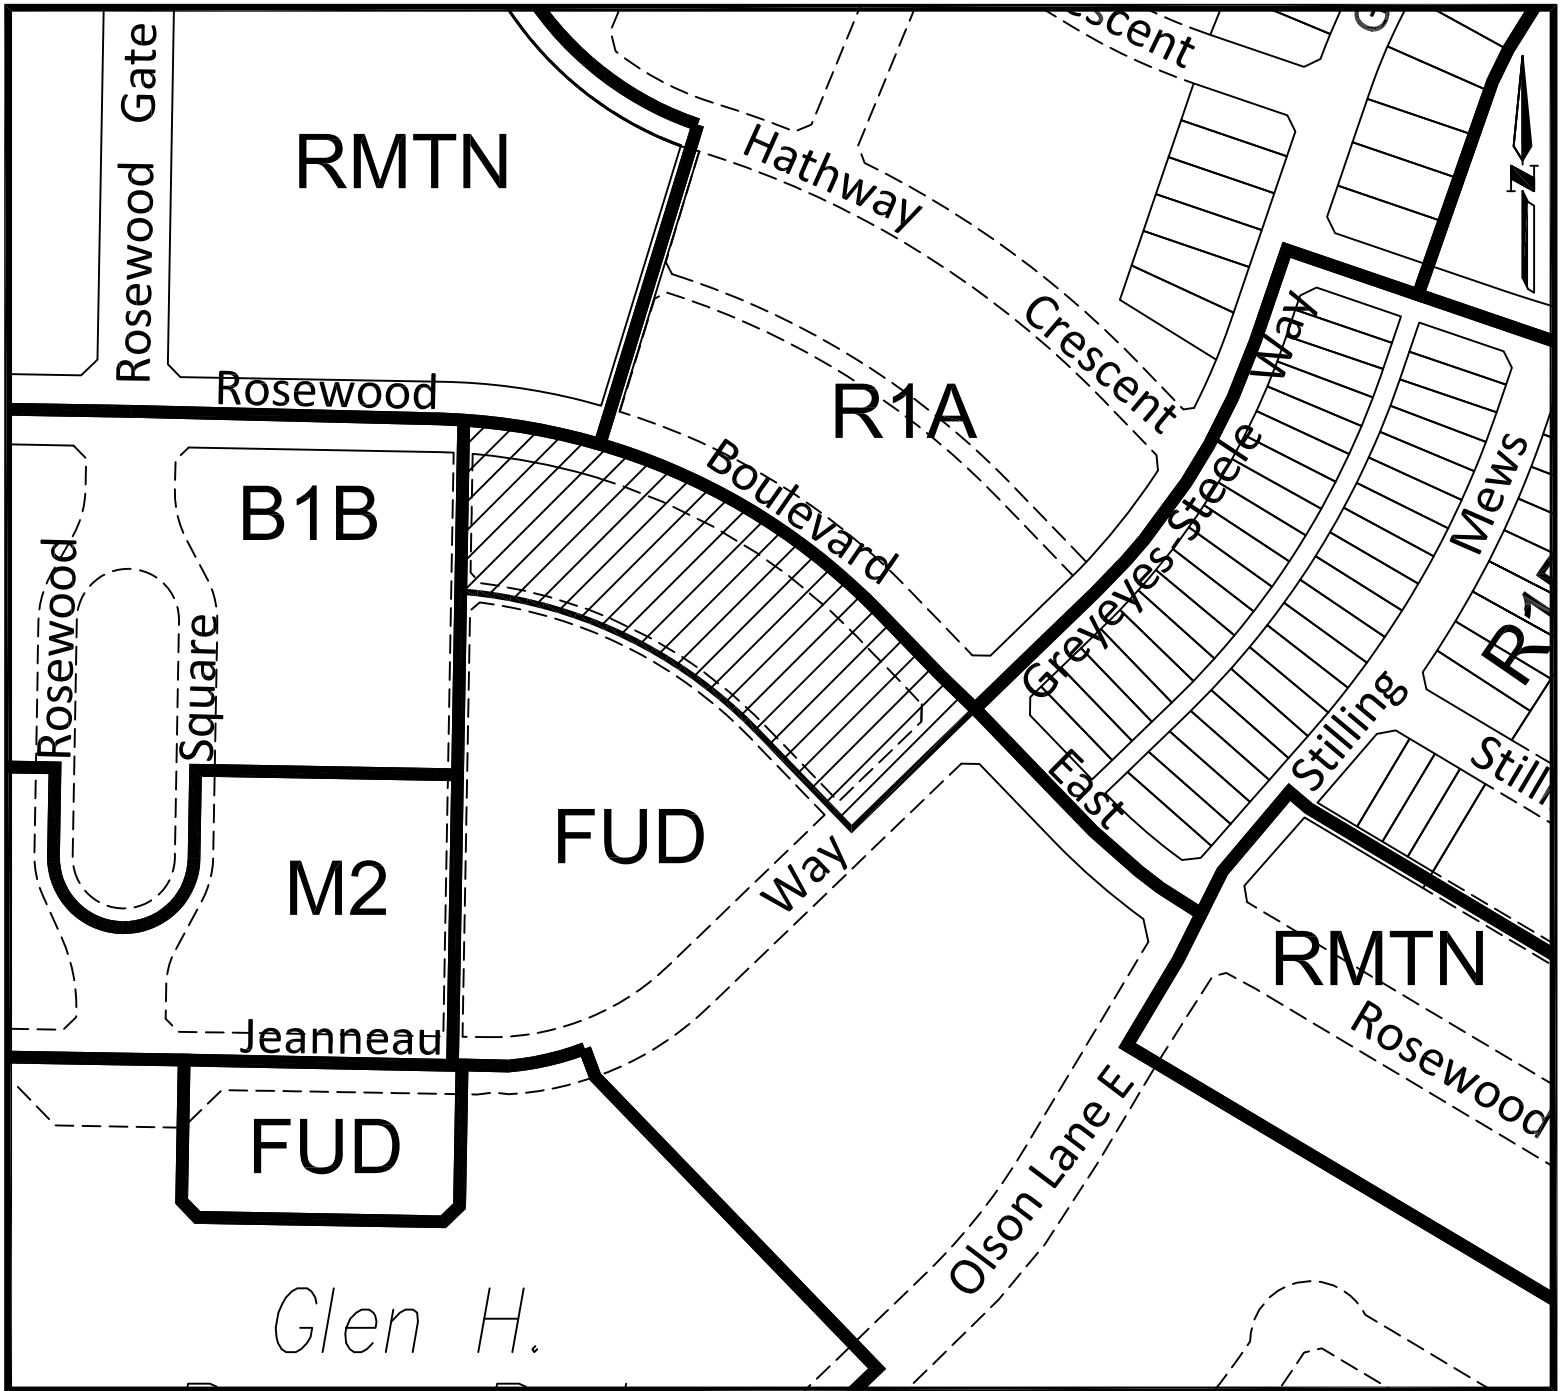 Rosewood Gate
RMTN
Hathway
Crescent
N
Rosewood
R1A
Boulevard
B1B
Greyeyes-Steele Way
Mews
Rosewood
Square
Stilling
East
FUD
Way
M2
RMTN
Rosewood
Jeanneau
FUD
Olson Lane E
Glen H.